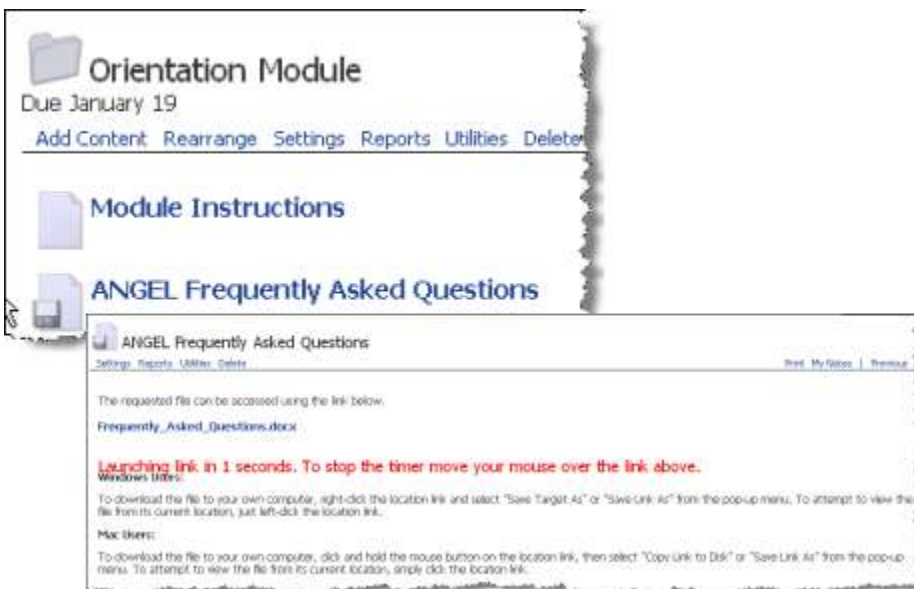 Orientation Module
Due January 19
Add Content Rearrange Settings Reports Utilities Delete
Module Instructions
ANGEL Frequently Asked Questions
ANGEL Frequently Asked Questions
Settings Reports Utilities Delete Print My Notes | Previous
The requested file can be accessed using the link below.
Frequently_Asked_Questions.docx
Launching link in 1 seconds. To stop the timer move your mouse over the link above.
Windows
To download the file to your own computer, right-click the location link and select "Save Target As" or "Save Link As" from the pop-up menu. To attempt to view the
file from its current location, just left-click the location link.
Mac Users:
To download the file to your own computer, click and hold the mouse button on the location link, then select "Copy Link to Disk" or "Save Link As" from the pop-up
menu. To attempt to view the file from its current location, simply click the location link.